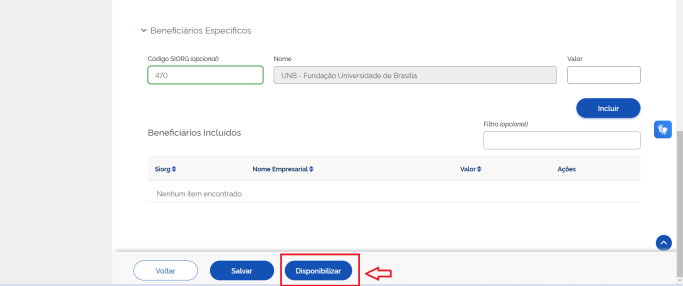 Beneficiários Específicos
Código SIORG (opcional) Nome Valor
470 UNB - Fundação Universidade de Brasília
Incluir
Filtro (opcional)
Beneficiários Incluídos
Siorg Nome Empresarial Valor Ações
Nenhum item encontrado
Voltar Salvar Disponibilizar